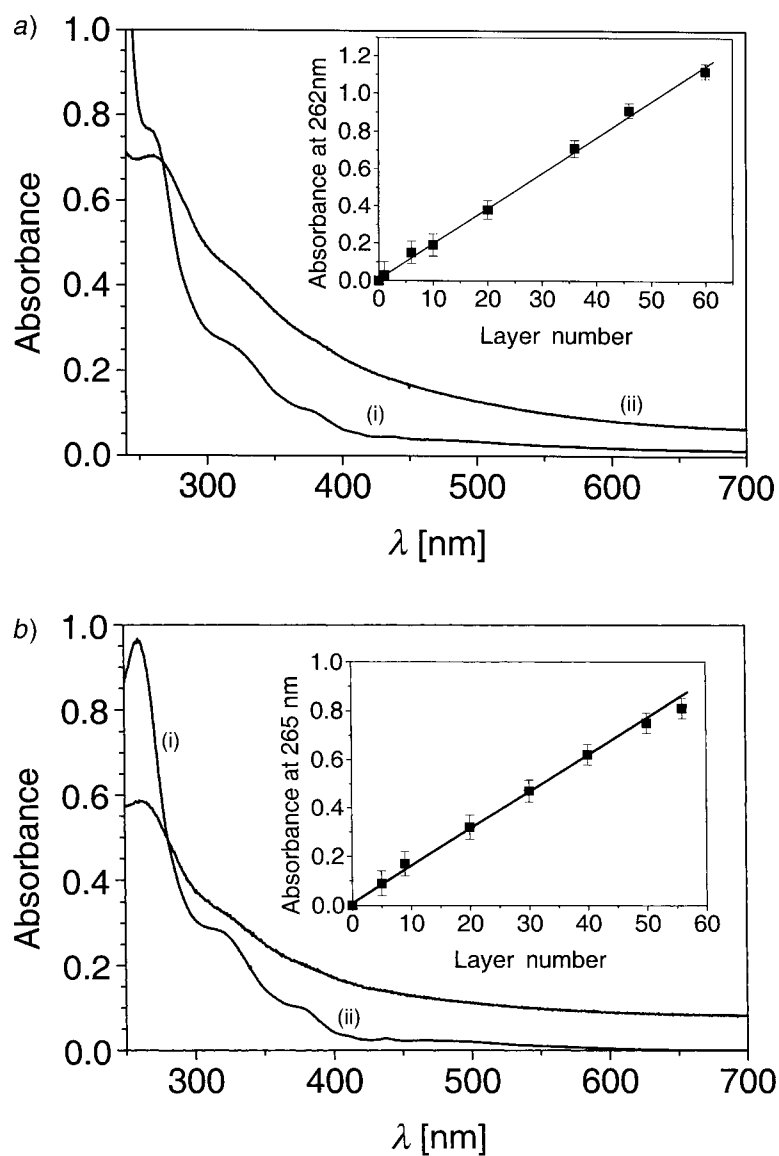 a)
1.0
0.8
0.6
0.4
0.2
0.0
Absorbance
300 400 500 600 700
λ [nm]
(i)
(ii)
1.2
1.0
0.8
0.6
0.4
0.2
0.0
Absorbance at 262nm
0 10 20 30 40 50 60
Layer number
b)
1.0
0.8
0.6
0.4
0.2
0.0
Absorbance
300 400 500 600 700
λ [nm]
(i)
(ii)
1.0
0.8
0.6
0.4
0.2
0.0
Absorbance at 265 nm
0 10 20 30 40 50 60
Layer number